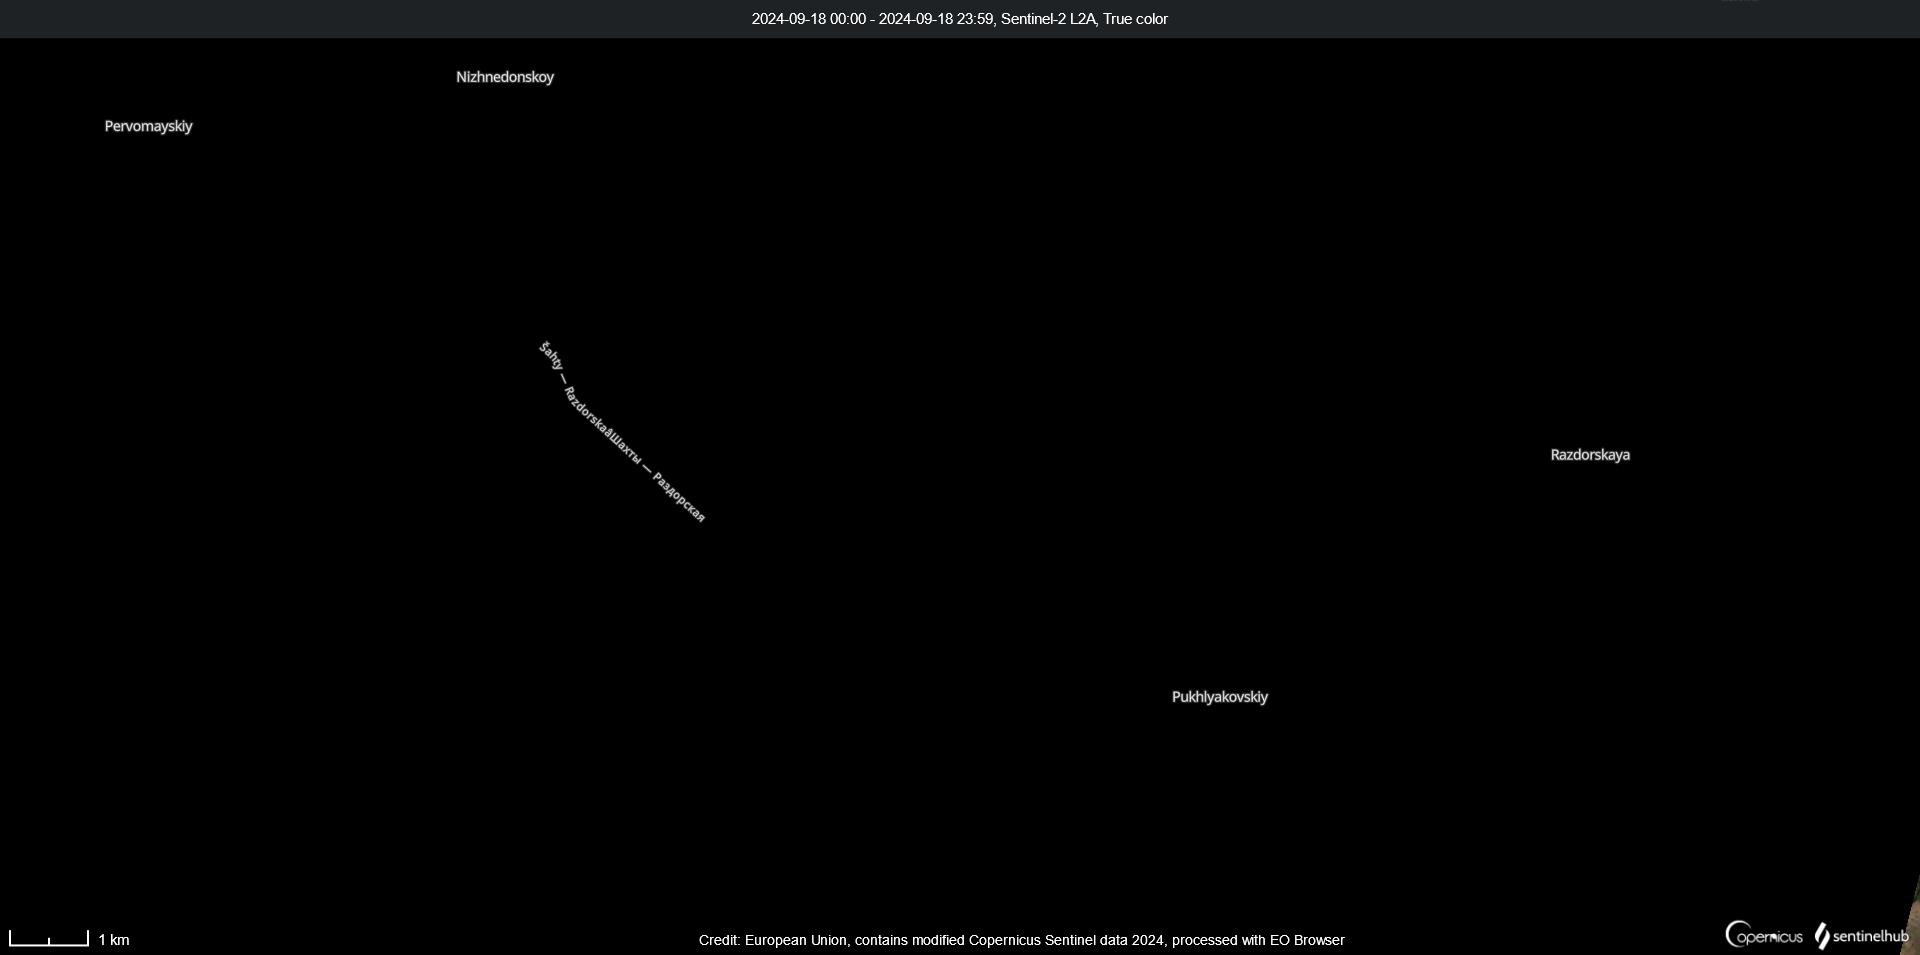 2024-09-18 00:00 - 2024-09-18 23:59, Sentinel-2 L2A, True color
Nizhnedonskoy
Pervomayskiy
Šahty — RazdorskaâШахты — Раздорская
Razdorskaya
Pukhlyakovskiy
1 km
Credit: European Union, contains modified Copernicus Sentinel data 2024, processed with EO Browser
Copernicus
sentinelhub